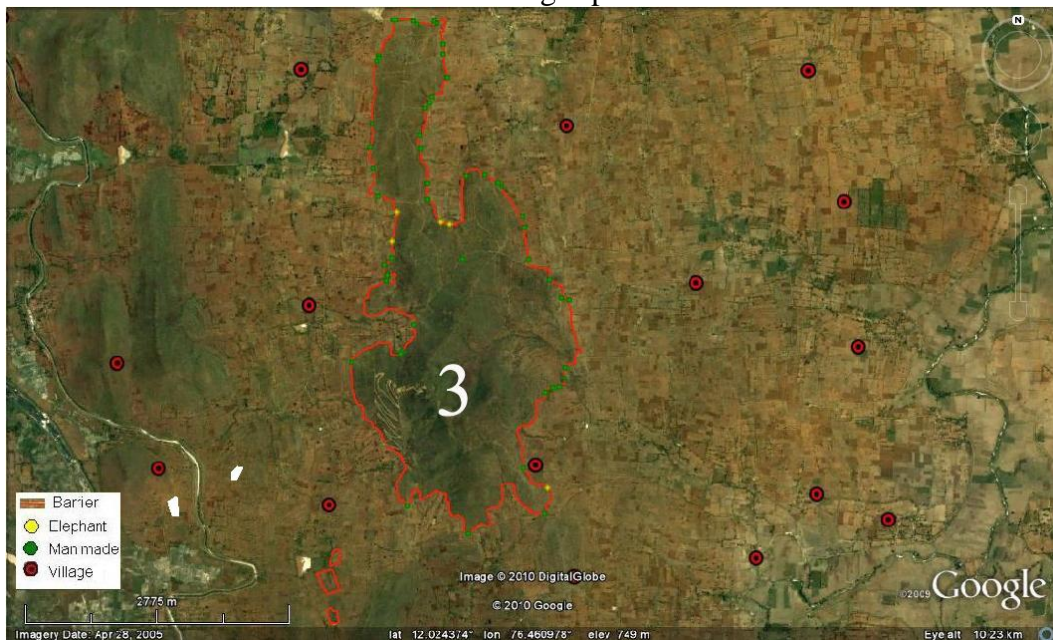 N
3
Barrier
Elephant
Man made
Village
2775 m
Image © 2010 DigitalGlobe
© 2010 Google
©2009 Google
Imagery Date: Apr 28, 2005
lat 12.024374° lon 76.460978° elev 749 m
Eye alt 10.23 km